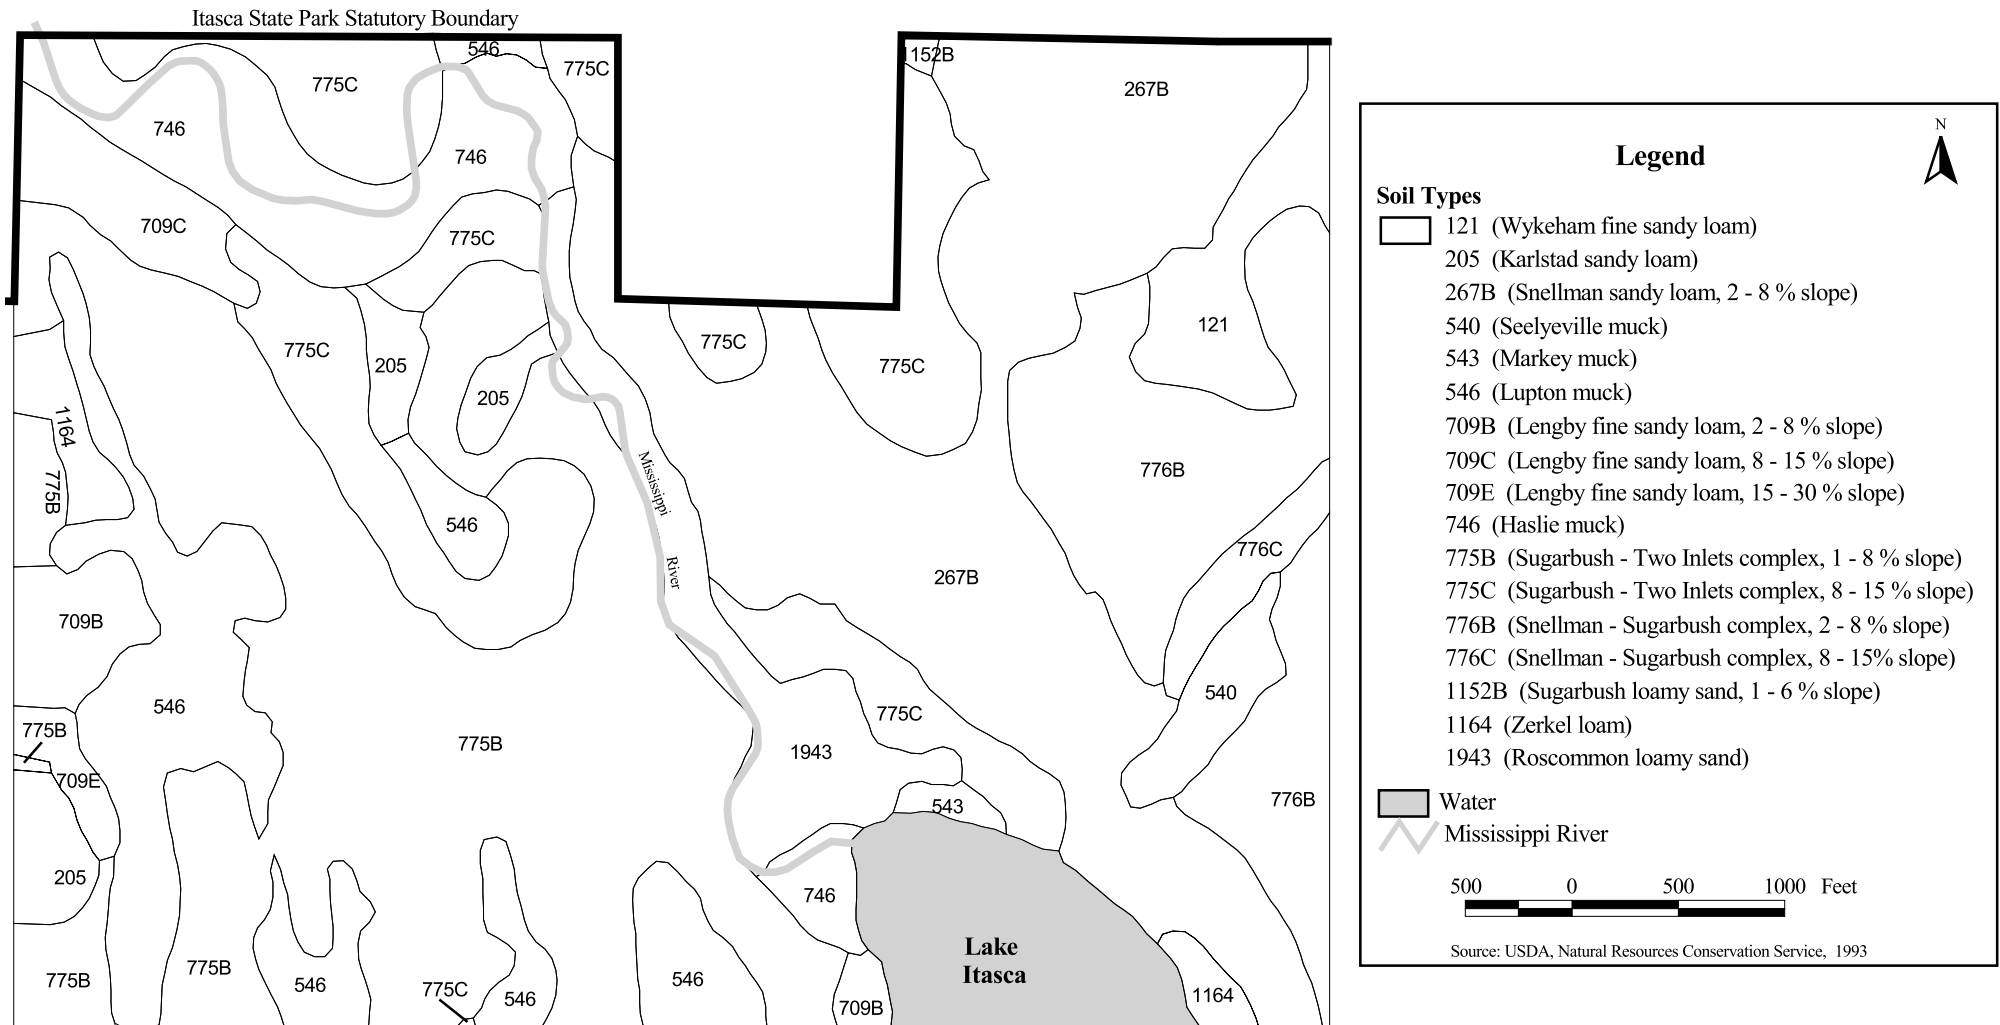 Itasca State Park Statutory Boundary
546
775C
775C
1152B
267B
746
746
709C
775C
775C
205
205
775C
775C
121
1164
775B
546
776B
Mississippi
River
776C
267B
709B
546
775B
775B
709E
775C
1943
540
543
776B
205
746
775B
775B
546
775C
546
546
709B
Lake
Itasca
1164
N
Legend
Soil Types
121 (Wykeham fine sandy loam)
205 (Karlstad sandy loam)
267B (Snellman sandy loam, 2 - 8 % slope)
540 (Seelyeville muck)
543 (Markey muck)
546 (Lupton muck)
709B (Lengby fine sandy loam, 2 - 8 % slope)
709C (Lengby fine sandy loam, 8 - 15 % slope)
709E (Lengby fine sandy loam, 15 - 30 % slope)
746 (Haslie muck)
775B (Sugarbush - Two Inlets complex, 1 - 8 % slope)
775C (Sugarbush - Two Inlets complex, 8 - 15 % slope)
776B (Snellman - Sugarbush complex, 2 - 8 % slope)
776C (Snellman - Sugarbush complex, 8 - 15% slope)
1152B (Sugarbush loamy sand, 1 - 6 % slope)
1164 (Zerkel loam)
1943 (Roscommon loamy sand)
Water
Mississippi River
500 0 500 1000 Feet
Source: USDA, Natural Resources Conservation Service, 1993